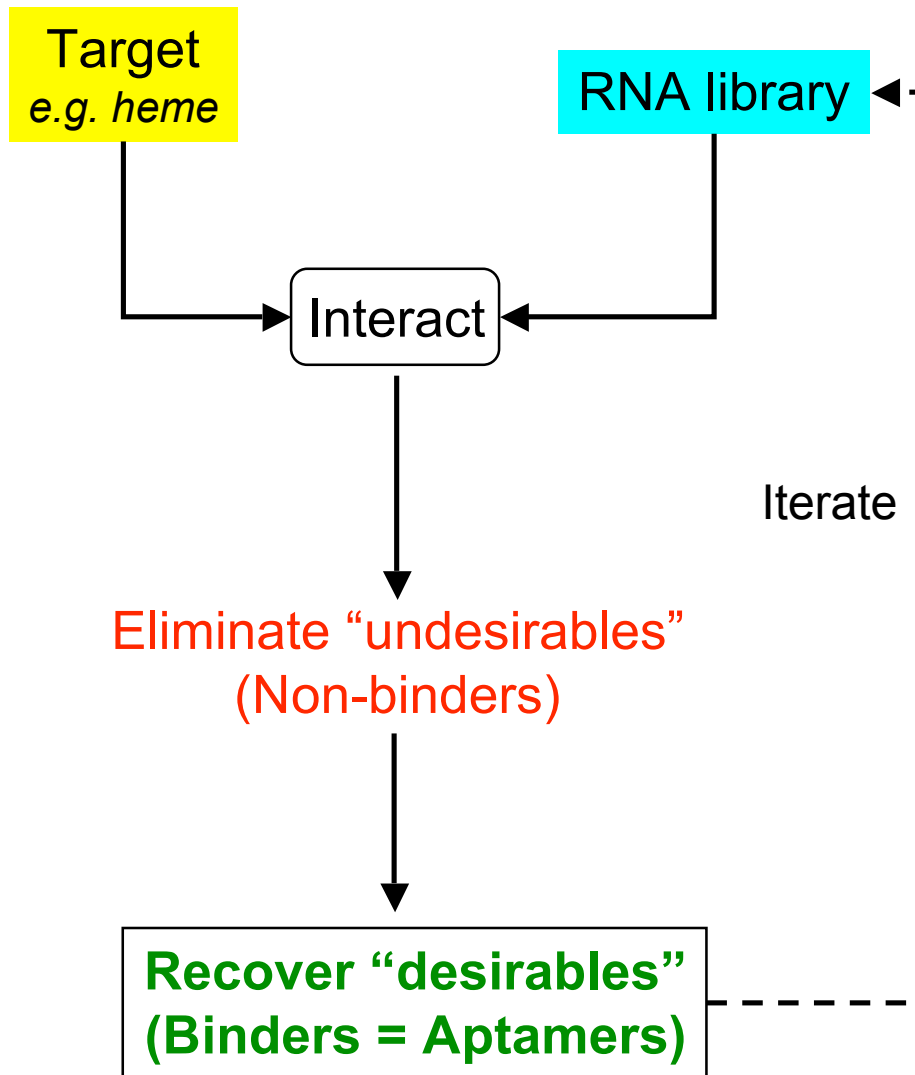 Target
e.g. heme
RNA library
Interact
Iterate
Eliminate “undesirables”
(Non-binders)
Recover “desirables”
(Binders = Aptamers)